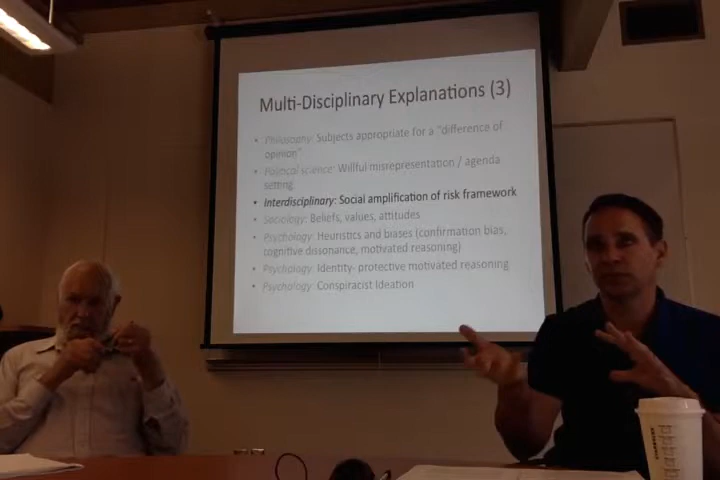 Multi-Disciplinary Explanations (3)
• Philosophy: Subjects appropriate for a "difference of
opinion"
• Political science: Willful misrepresentation / agenda
setting
• Interdisciplinary: Social amplification of risk framework
• Sociology: Beliefs, values, attitudes
• Psychology: Heuristics and biases (confirmation bias,
cognitive dissonance, motivated reasoning)
• Psychology: Identity- protective motivated reasoning
• Psychology: Conspiracist Ideation